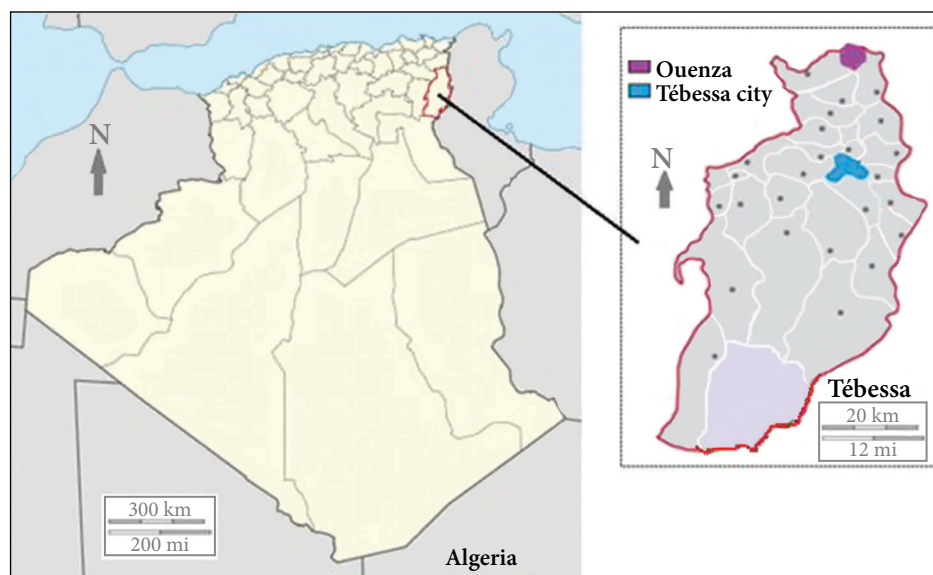 N
300 km
200 mi
Algeria
Ouenza
Tébessa city
N
Tébessa
20 km
12 mi